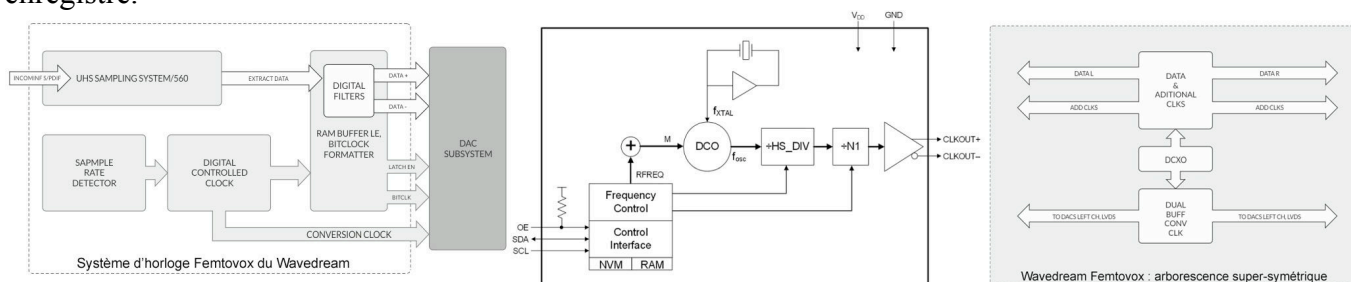 enregistré.
INCOMINF S/PDIF
UHS SAMPLING SYSTEM/560
EXTRACT DATA
DIGITAL
FILTERS
DATA +
DATA -
RAM BUFFER LE,
BITCLOCK
FORMATTER
LATCH EN
BITCLK
DAC
SUBSYSTEM
SAPMPLE
RATE
DETECTOR
DIGITAL
CONTROLLED
CLOCK
CONVERSION CLOCK
Système d'horloge Femtovox du Wavedream
VDD
GND
fXTAL
M
DCO
fosc
÷HS_DIV
÷N1
CLKOUT+
CLKOUT–
RFREQ
Frequency
Control
Control
Interface
NVM
RAM
OE
SDA
SCL
DATA L
DATA
&
ADITIONAL
CLKS
DATA R
ADD CLKS
ADD CLKS
DCXO
TO DACS LEFT CH, LVDS
DUAL
BUFF
CONV
CLK
TO DACS LEFT CH, LVDS
Wavedream Femtovox : arborescence super-symétrique